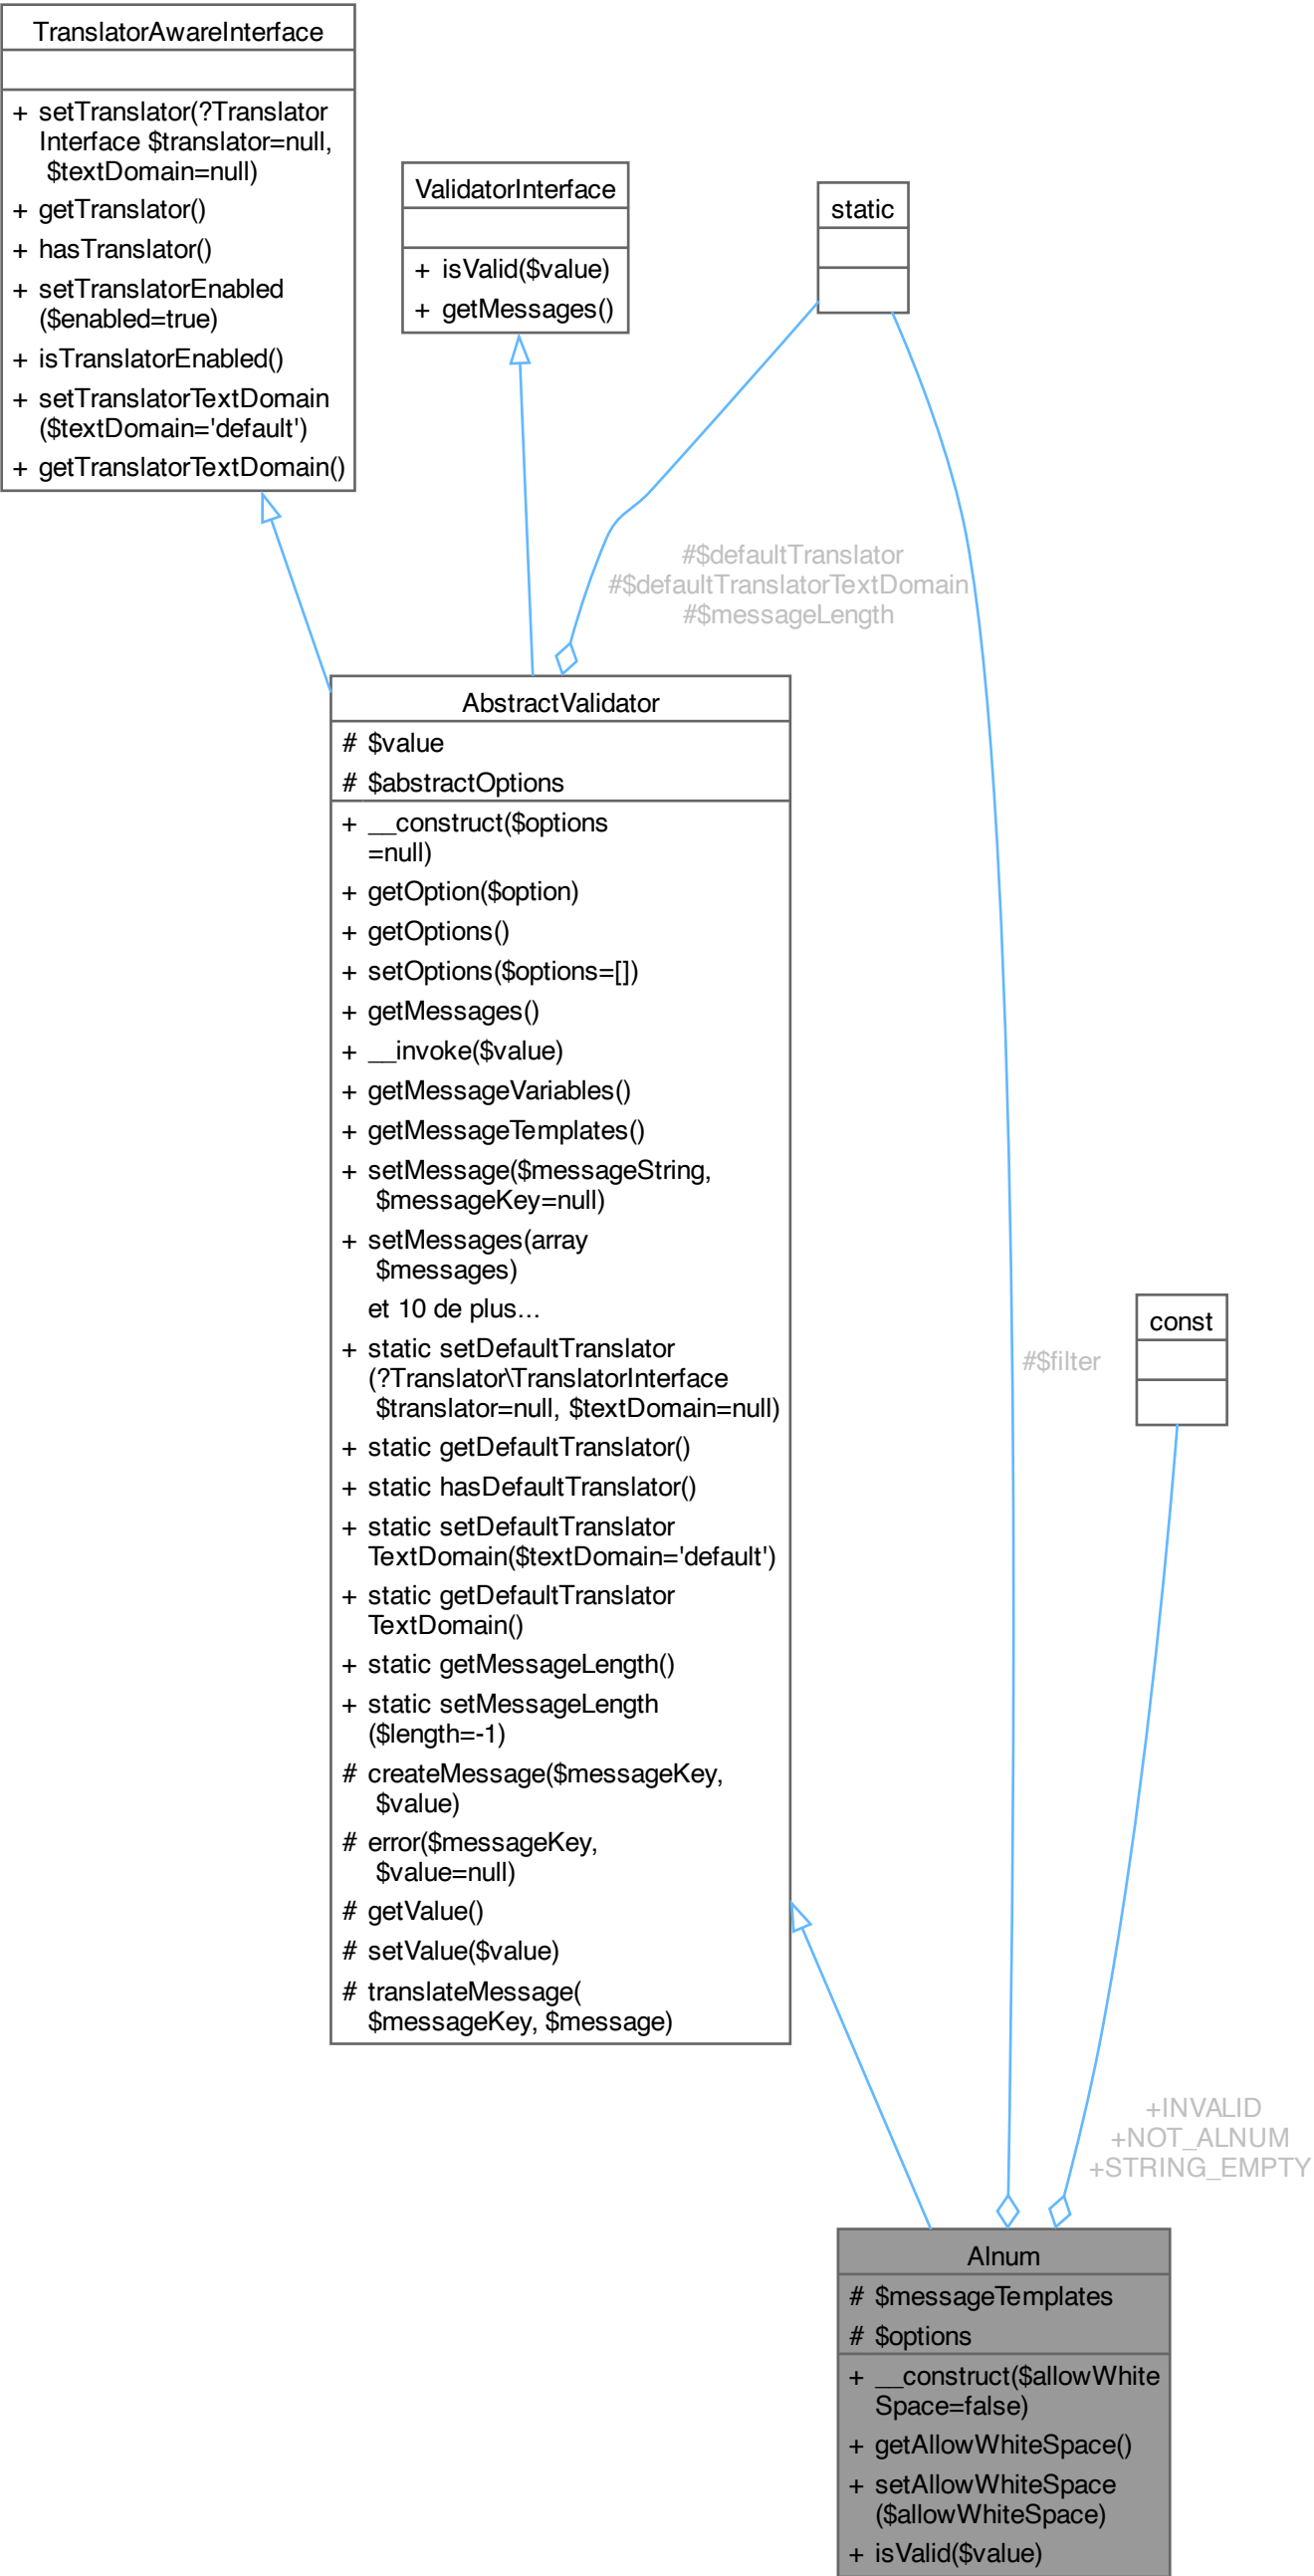 TranslatorAwareInterface
+ setTranslator(?Translator
Interface $translator=null,
$textDomain=null)
+ getTranslator()
+ hasTranslator()
+ setTranslatorEnabled
($enabled=true)
+ isTranslatorEnabled()
+ setTranslatorTextDomain
($textDomain='default')
+ getTranslatorTextDomain()
ValidatorInterface
+ isValid($value)
+ getMessages()
static
#$defaultTranslator
#$defaultTranslatorTextDomain
#$messageLength
AbstractValidator
# $value
# $abstractOptions
+ __construct($options
=null)
+ getOption($option)
+ getOptions()
+ setOptions($options=[])
+ getMessages()
+ __invoke($value)
+ getMessageVariables()
+ getMessageTemplates()
+ setMessage($messageString,
$messageKey=null)
+ setMessages(array
$messages)
et 10 de plus...
+ static setDefaultTranslator
(?Translator\TranslatorInterface
$translator=null, $textDomain=null)
+ static getDefaultTranslator()
+ static hasDefaultTranslator()
+ static setDefaultTranslator
TextDomain($textDomain='default')
+ static getDefaultTranslator
TextDomain()
+ static getMessageLength()
+ static setMessageLength
($length=-1)
# createMessage($messageKey,
$value)
# error($messageKey,
$value=null)
# getValue()
# setValue($value)
# translateMessage(
$messageKey, $message)
#$filter
const
+INVALID
+NOT_ALNUM
+STRING_EMPTY
Alnum
# $messageTemplates
# $options
+ __construct($allowWhite
Space=false)
+ getAllowWhiteSpace()
+ setAllowWhiteSpace
($allowWhiteSpace)
+ isValid($value)